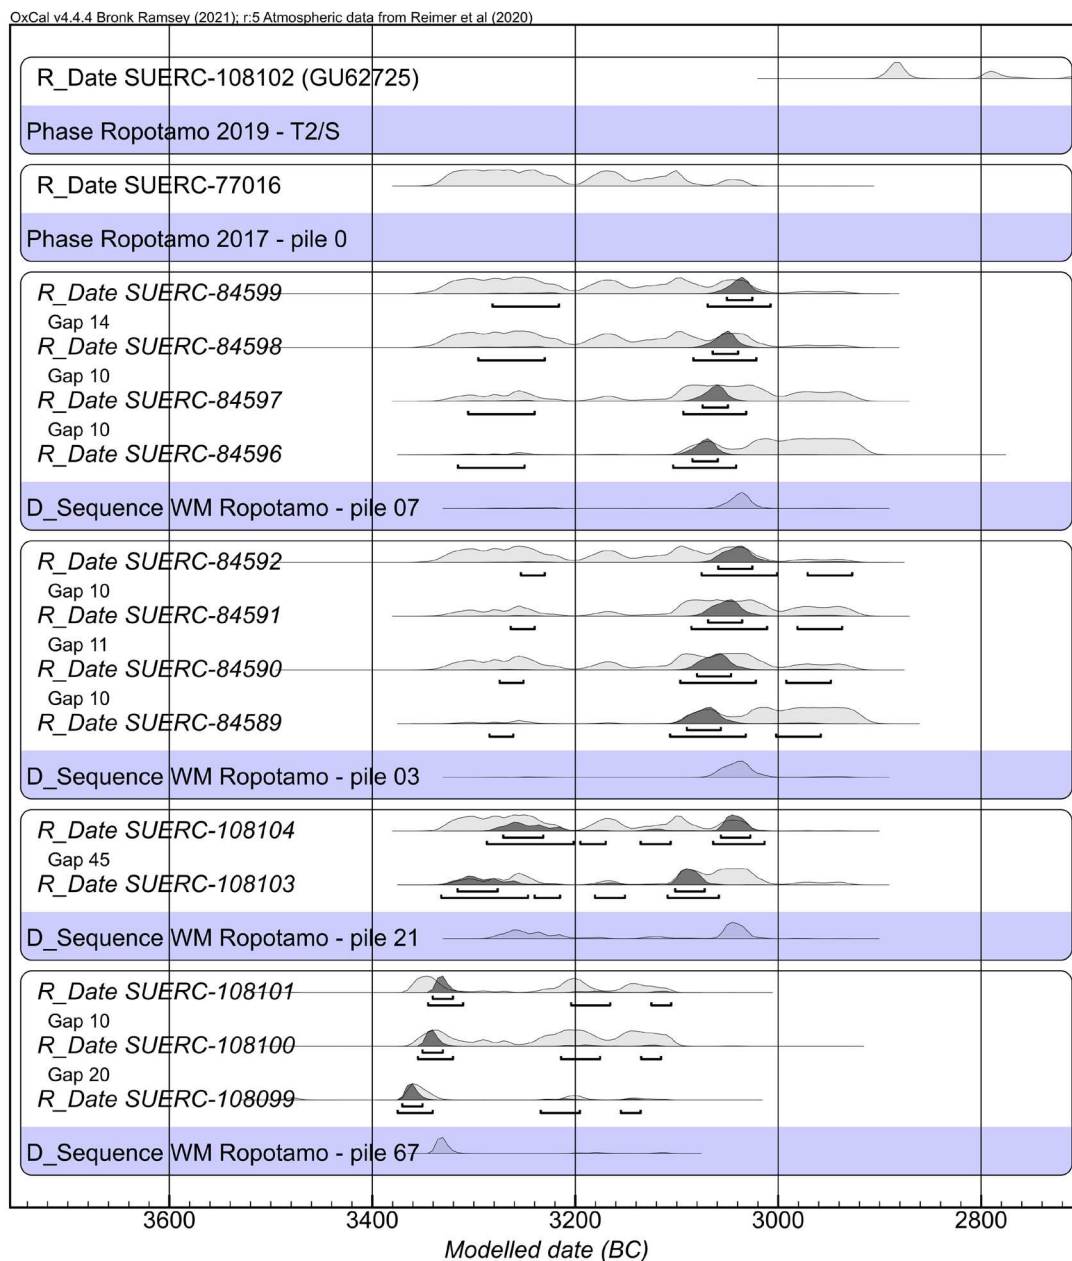 OxCal v4.4.4 Bronk Ramsey (2021); r:5 Atmospheric data from Reimer et al (2020)
R_Date SUERC-108102 (GU62725)
Phase Ropotamo 2019 - T2/S
R_Date SUERC-77016
Phase Ropotamo 2017 - pile 0
R_Date SUERC-84599
Gap 14
R_Date SUERC-84598
Gap 10
R_Date SUERC-84597
Gap 10
R_Date SUERC-84596
D_Sequence WM Ropotamo - pile 07
R_Date SUERC-84592
Gap 10
R_Date SUERC-84591
Gap 11
R_Date SUERC-84590
Gap 10
R_Date SUERC-84589
D_Sequence WM Ropotamo - pile 03
R_Date SUERC-108104
Gap 45
R_Date SUERC-108103
D_Sequence WM Ropotamo - pile 21
R_Date SUERC-108101
Gap 10
R_Date SUERC-108100
Gap 20
R_Date SUERC-108099
D_Sequence WM Ropotamo - pile 67
3600 3400 3200 3000 2800
Modelled date (BC)